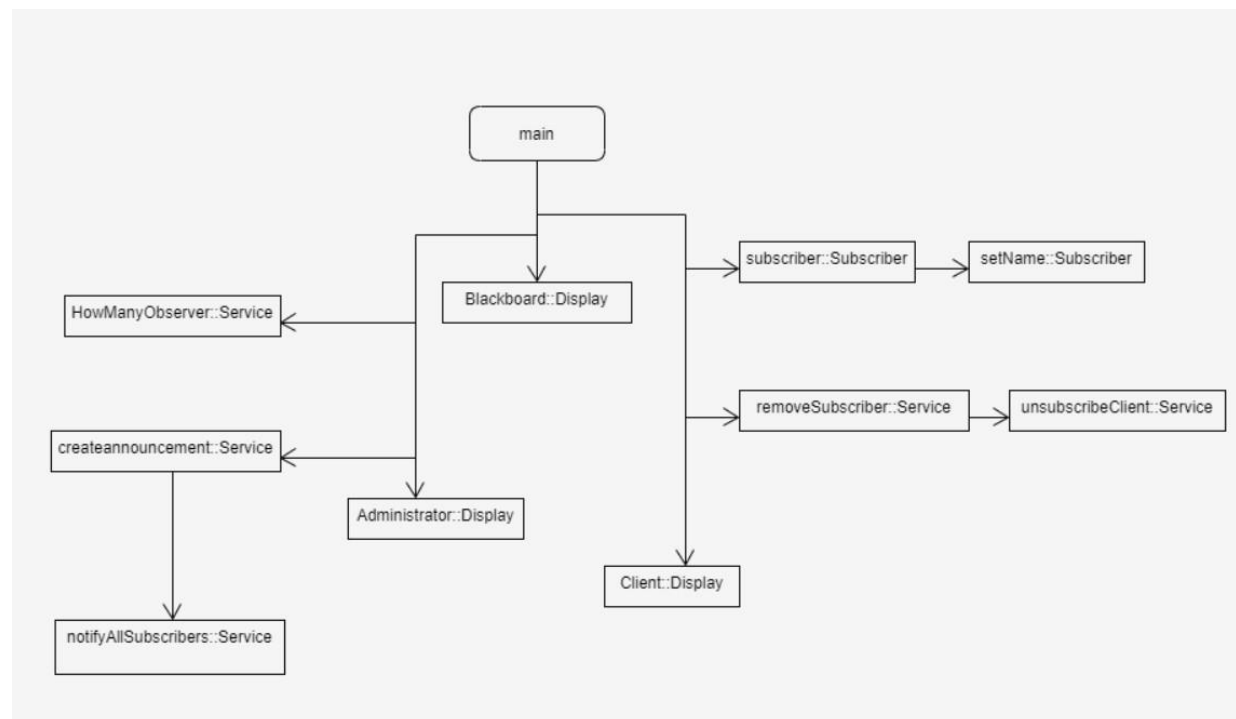 main
subscriber::Subscriber
setName::Subscriber
Blackboard::Display
HowManyObserver::Service
removeSubscriber::Service
unsubscribeClient::Service
createannouncement::Service
Administrator::Display
Client::Display
notifyAllSubscribers::Service